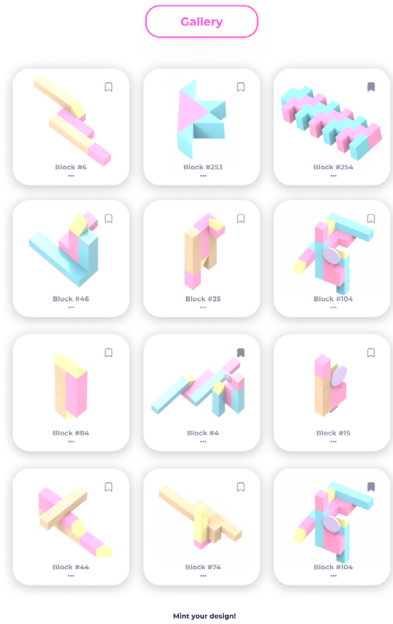 Gallery
Block #6
...
Block #253
...
Block #254
...
Block #46
...
Block #25
...
Block #104
...
Block #84
...
Block #4
...
Block #15
...
Block #44
...
Block #74
...
Block #104
...
Mint your design!